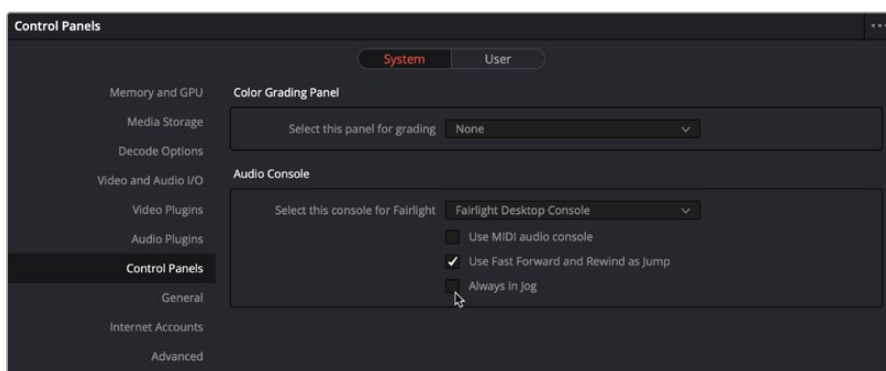 Control Panels
System User
Memory and GPU
Media Storage
Decode Options
Video and Audio I/O
Video Plugins
Audio Plugins
Control Panels
General
Internet Accounts
Advanced
Color Grading Panel
Select this panel for grading None
Audio Console
Select this console for Fairlight Fairlight Desktop Console
Use MIDI audio console
Use Fast Forward and Rewind as Jump
Always in Jog